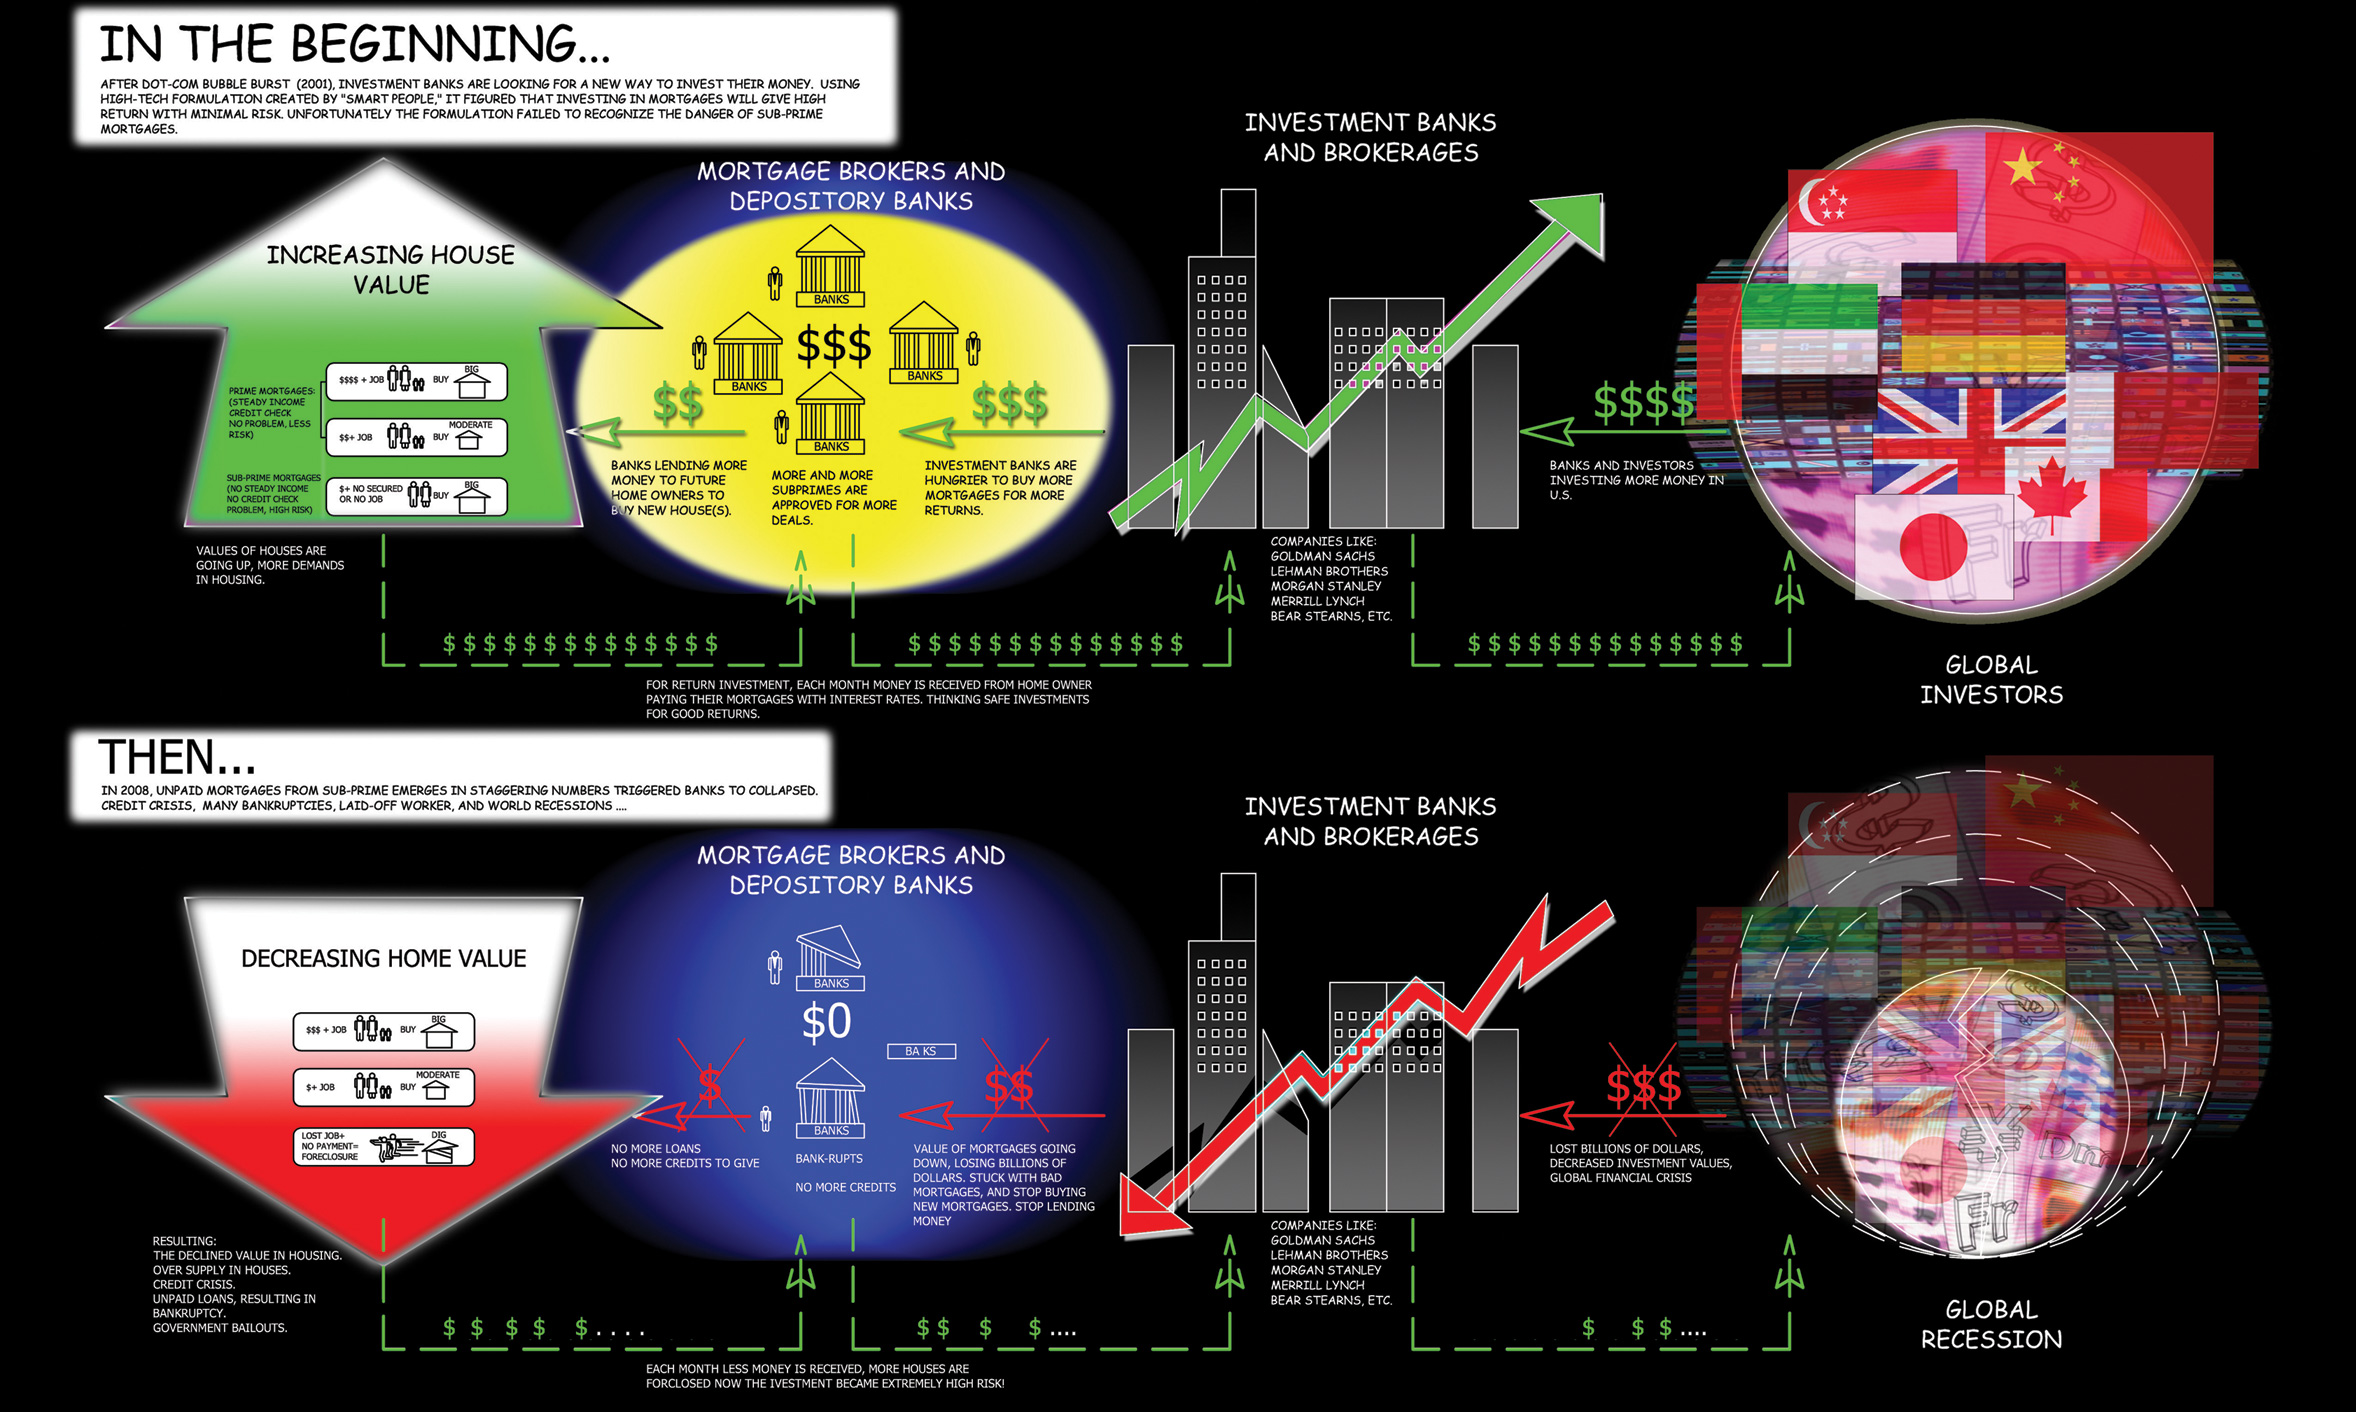 IN THE BEGINNING...
AFTER DOT-COM BUBBLE BURST (2001), INVESTMENT BANKS ARE LOOKING FOR A NEW WAY TO INVEST THEIR MONEY. USING
HIGH-TECH FORMULATION CREATED BY "SMART PEOPLE," IT FIGURED THAT INVESTING IN MORTGAGES WILL GIVE HIGH
RETURN WITH MINIMAL RISK. UNFORTUNATELY THE FORMULATION FAILED TO RECOGNIZE THE DANGER OF SUB-PRIME
MORTGAGES.
INCREASING HOUSE
VALUE
PRIME MORTGAGES:
(STEADY INCOME
CREDIT CHECK
NO PROBLEM, LESS
RISK)
$$$$ + JOB
BUY
BIG
$$+ JOB
BUY
MODERATE
SUB-PRIME MORTGAGES
(NO STEADY INCOME
NO CREDIT CHECK
PROBLEM, HIGH RISK)
$+ NO SECURED
OR NO JOB
BUY
BIG
VALUES OF HOUSES ARE
GOING UP, MORE DEMANDS
IN HOUSING.
MORTGAGE BROKERS AND
DEPOSITORY BANKS
BANKS
BANKS
$$$
BANKS
BANKS
$$
$$$
BANKS LENDING MORE
MONEY TO FUTURE
HOME OWNERS TO
BUY NEW HOUSE(S).
MORE AND MORE
SUBPRIMES ARE
APPROVED FOR MORE
DEALS.
INVESTMENT BANKS ARE
HUNGRIER TO BUY MORE
MORTGAGES FOR MORE
RETURNS.
INVESTMENT BANKS
AND BROKERAGES
COMPANIES LIKE:
GOLDMAN SACHS
LEHMAN BROTHERS
MORGAN STANLEY
MERRILL LYNCH
BEAR STEARNS, ETC.
$$$$
BANKS AND INVESTORS
INVESTING MORE MONEY IN
U.S.
GLOBAL
INVESTORS
$ $ $ $ $ $ $ $ $ $ $ $ $ $
$ $ $ $ $ $ $ $ $ $ $ $ $ $
$ $ $ $ $ $ $ $ $ $ $ $ $ $
FOR RETURN INVESTMENT, EACH MONTH MONEY IS RECEIVED FROM HOME OWNER
PAYING THEIR MORTGAGES WITH INTEREST RATES. THINKING SAFE INVESTMENTS
FOR GOOD RETURNS.
THEN...
IN 2008, UNPAID MORTGAGES FROM SUB-PRIME EMERGES IN STAGGERING NUMBERS TRIGGERED BANKS TO COLLAPSED.
CREDIT CRISIS, MANY BANKRUPTCIES, LAID-OFF WORKER, AND WORLD RECESSIONS ....
DECREASING HOME VALUE
$$$ + JOB
BUY
BIG
$+ JOB
BUY
MODERATE
LOST JOB+
NO PAYMENT=
FORECLOSURE
DIG
RESULTING:
THE DECLINED VALUE IN HOUSING.
OVER SUPPLY IN HOUSES.
CREDIT CRISIS.
UNPAID LOANS, RESULTING IN
BANKRUPTCY.
GOVERNMENT BAILOUTS.
MORTGAGE BROKERS AND
DEPOSITORY BANKS
BANKS
$0
BA KS
BANKS
$
$$
NO MORE LOANS
NO MORE CREDITS TO GIVE
BANK-RUPTS
NO MORE CREDITS
VALUE OF MORTGAGES GOING
DOWN, LOSING BILLIONS OF
DOLLARS. STUCK WITH BAD
MORTGAGES, AND STOP BUYING
NEW MORTGAGES. STOP LENDING
MONEY
INVESTMENT BANKS
AND BROKERAGES
COMPANIES LIKE:
GOLDMAN SACHS
LEHMAN BROTHERS
MORGAN STANLEY
MERRILL LYNCH
BEAR STEARNS, ETC.
$$$
LOST BILLIONS OF DOLLARS,
DECREASED INVESTMENT VALUES,
GLOBAL FINANCIAL CRISIS
Dm
Fr
GLOBAL
RECESSION
$ $ $ $ $....
$$ $ $....
$ $ $....
EACH MONTH LESS MONEY IS RECEIVED, MORE HOUSES ARE
FORCLOSED NOW THE IVESTMENT BECAME EXTREMELY HIGH RISK!